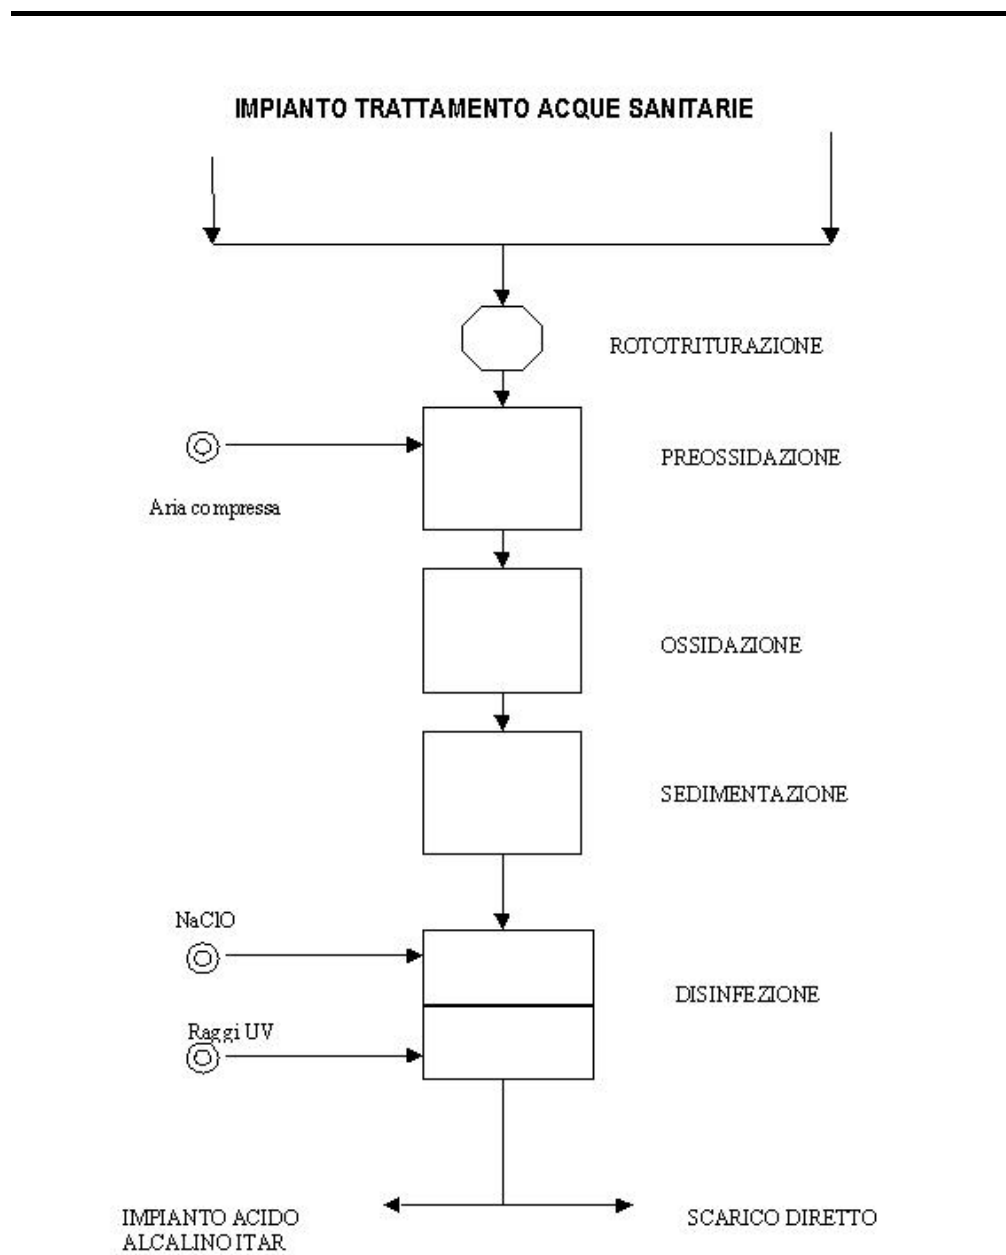 IMPIANTO TRATTAMENTO ACQUE SANITARIE
ROTOTRITURAZIONE
PREOSSIDAZIONE
Aria compressa
OSSIDAZIONE
SEDIMENTAZIONE
NaClO
DISINFEZIONE
Raggi UV
IMPIANTO ACIDO
ALCALINO ITAR
SCARICO DIRETTO